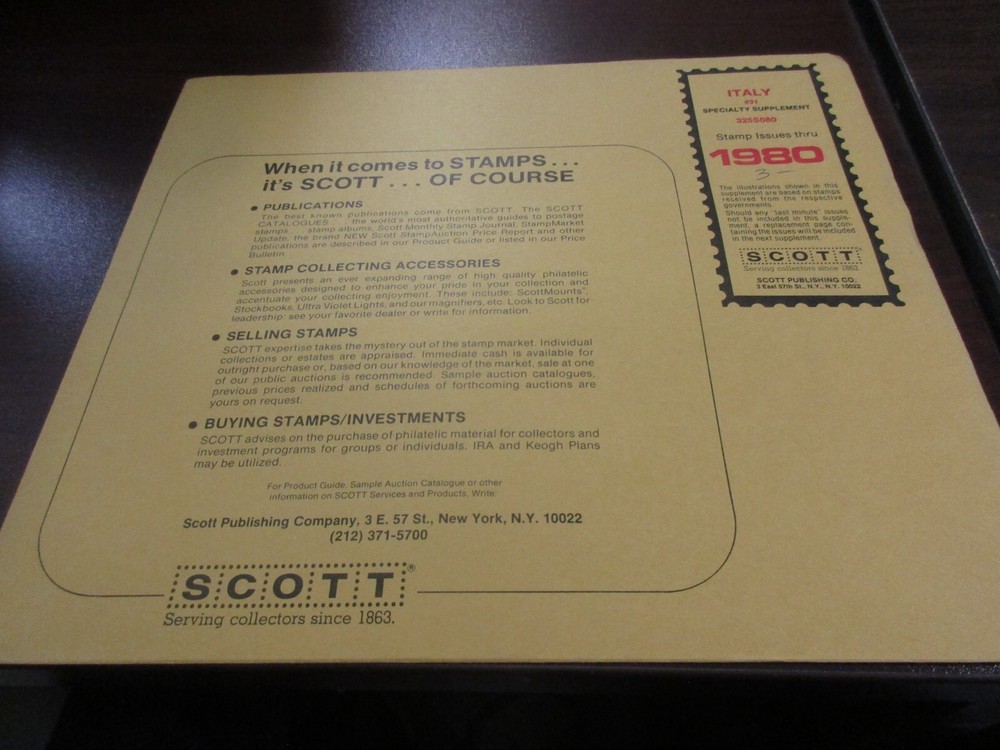 When it comes to STAMPS...
it's SCOTT... OF COURSE
● PUBLICATIONS
The best known publications come from SCOTT. The SCOTT
CATALOGUES ... the world's most authoritative guides to postage
stamps ... stamp albums, Scott Monthly Stamp Journal, StampMarket
Update, the brand NEW Scott StampAuction Price Report and other
publications are described in our Product Guide or listed in our Price
Bulletin.
● STAMP COLLECTING ACCESSORIES
Scott presents an ever expanding range of high quality philatelic
accessories designed to enhance your pride in your collection and
accentuate your collecting enjoyment. These include: ScottMounts,
Stockbooks, Ultra Violet Lights, and our magnifiers, etc. Look to Scott for
leadership: see your favorite dealer or write for information.
● SELLING STAMPS
SCOTT expertise takes the mystery out of the stamp market. Individual
collections or estates are appraised. Immediate cash is available for
outright purchase or, based on our knowledge of the market, sale at one
of our public auctions is recommended. Sample auction catalogues,
previous prices realized and schedules of forthcoming auctions are
yours on request.
● BUYING STAMPS/INVESTMENTS
SCOTT advises on the purchase of philatelic material for collectors and
investment programs for groups or individuals. IRA and Keogh Plans
may be utilized.
For Product Guide, Sample Auction Catalogue or other
information on SCOTT Services and Products, Write:
Scott Publishing Company, 3 E. 57 St., New York, N.Y. 10022
(212) 371-5700
SCOTT®
Serving collectors since 1863.
ITALY
#31
SPECIALTY SUPPLEMENT
325S080
Stamp Issues thru
1980
3-
The illustrations shown in this
supplement are based on stamps
received from the respective
governments.
Should any "last minute" issues
not be included in this supple-
ment, a replacement page con-
taining the issues will be included
in the next supplement.
SCOTT
Serving collectors since 1863.
SCOTT PUBLISHING CO.
3 East 57th St., N.Y., N.Y. 10022